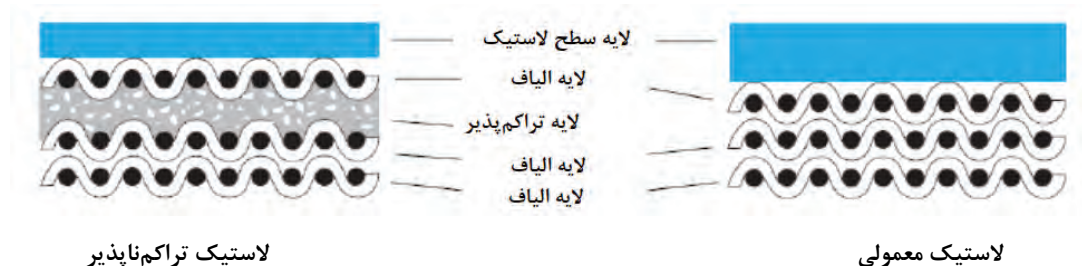 لایه سطح لاستیک
لایه الیاف
لایه تراکم‌پذیر
لایه الیاف
لایه الیاف
لاستیک معمولی
لاستیک تراکم‌ناپذیر